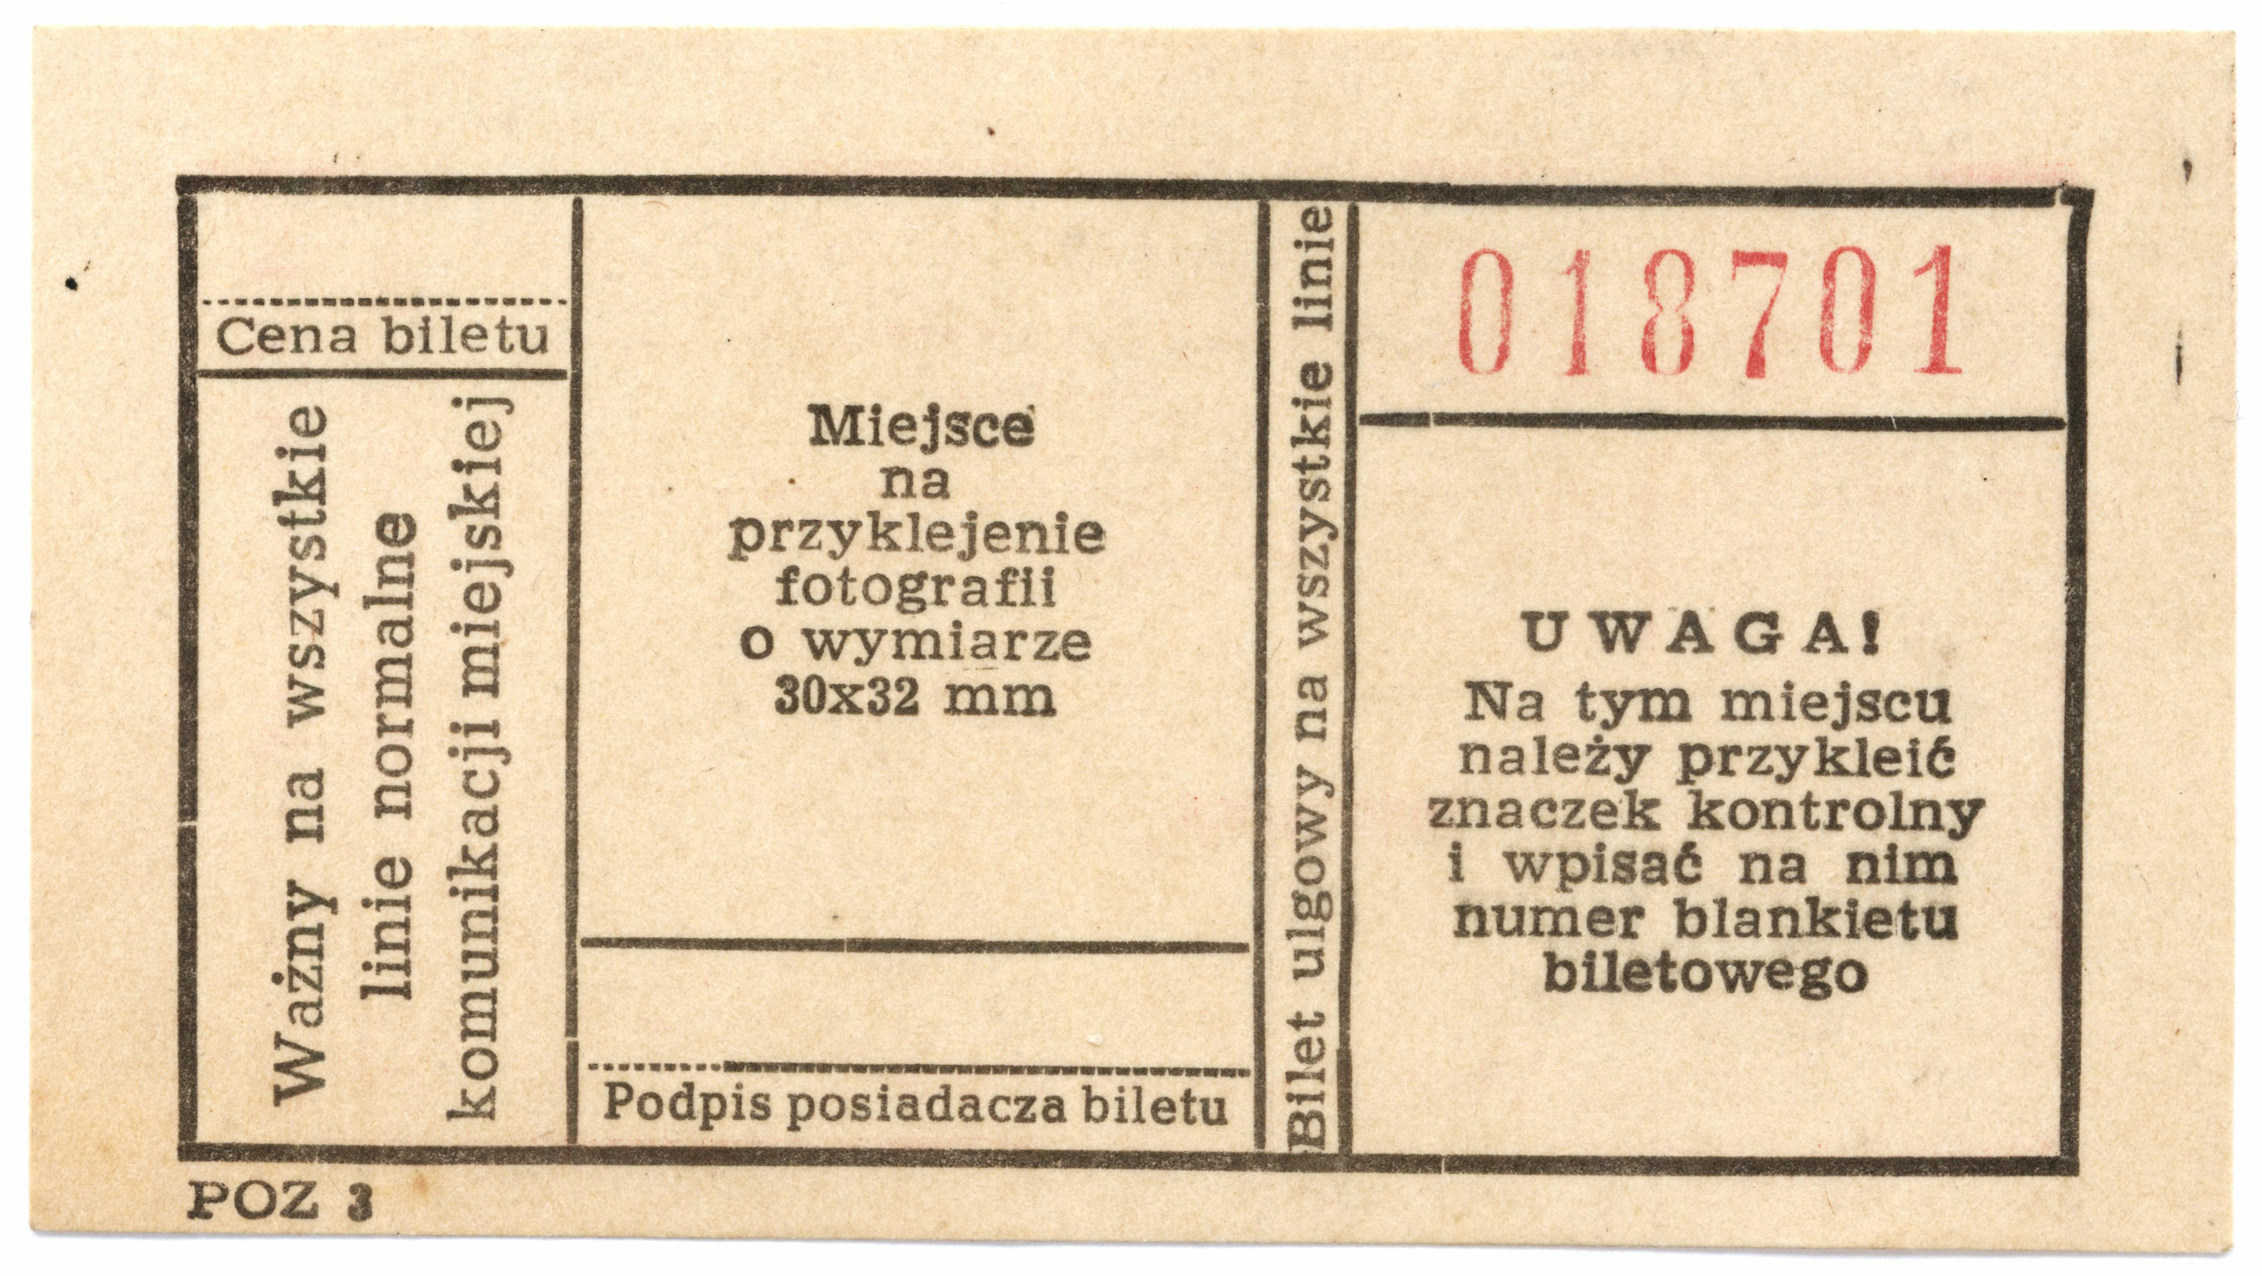 Cena biletu
Ważny na wszystkie
linie normalne
komunikacji miejskiej
Miejsce
na
przyklejenie
fotografii
o wymiarze
30x32 mm
Podpis posiadacza biletu
Bilet ulgowy na wszystkie linie
018701
UWAGA!
Na tym miejscu
należy przykleić
znaczek kontrolny
i wpisać na nim
numer blankietu
biletowego
POZ 3